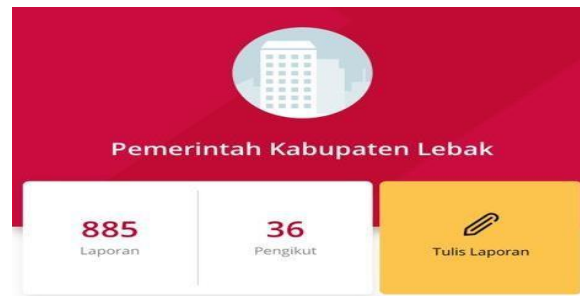 Pemerintah Kabupaten Lebak
885
Laporan
36
Pengikut
Tulis Laporan